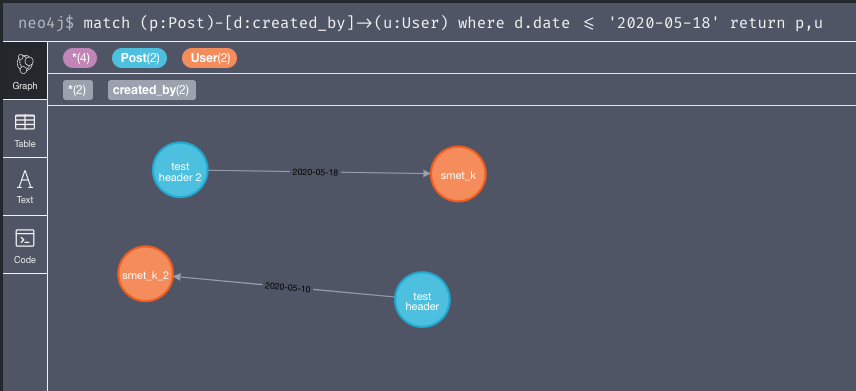 neo4j$ match (p:Post)-[d:created_by]->(u:User) where d.date <= '2020-05-18' return p,u
*(4) Post(2) User(2)
*(2) created_by(2)
Graph
Table
Text
Code
test
header 2
2020-05-18
smet_k
smet_k_2
2020-05-10
test
header